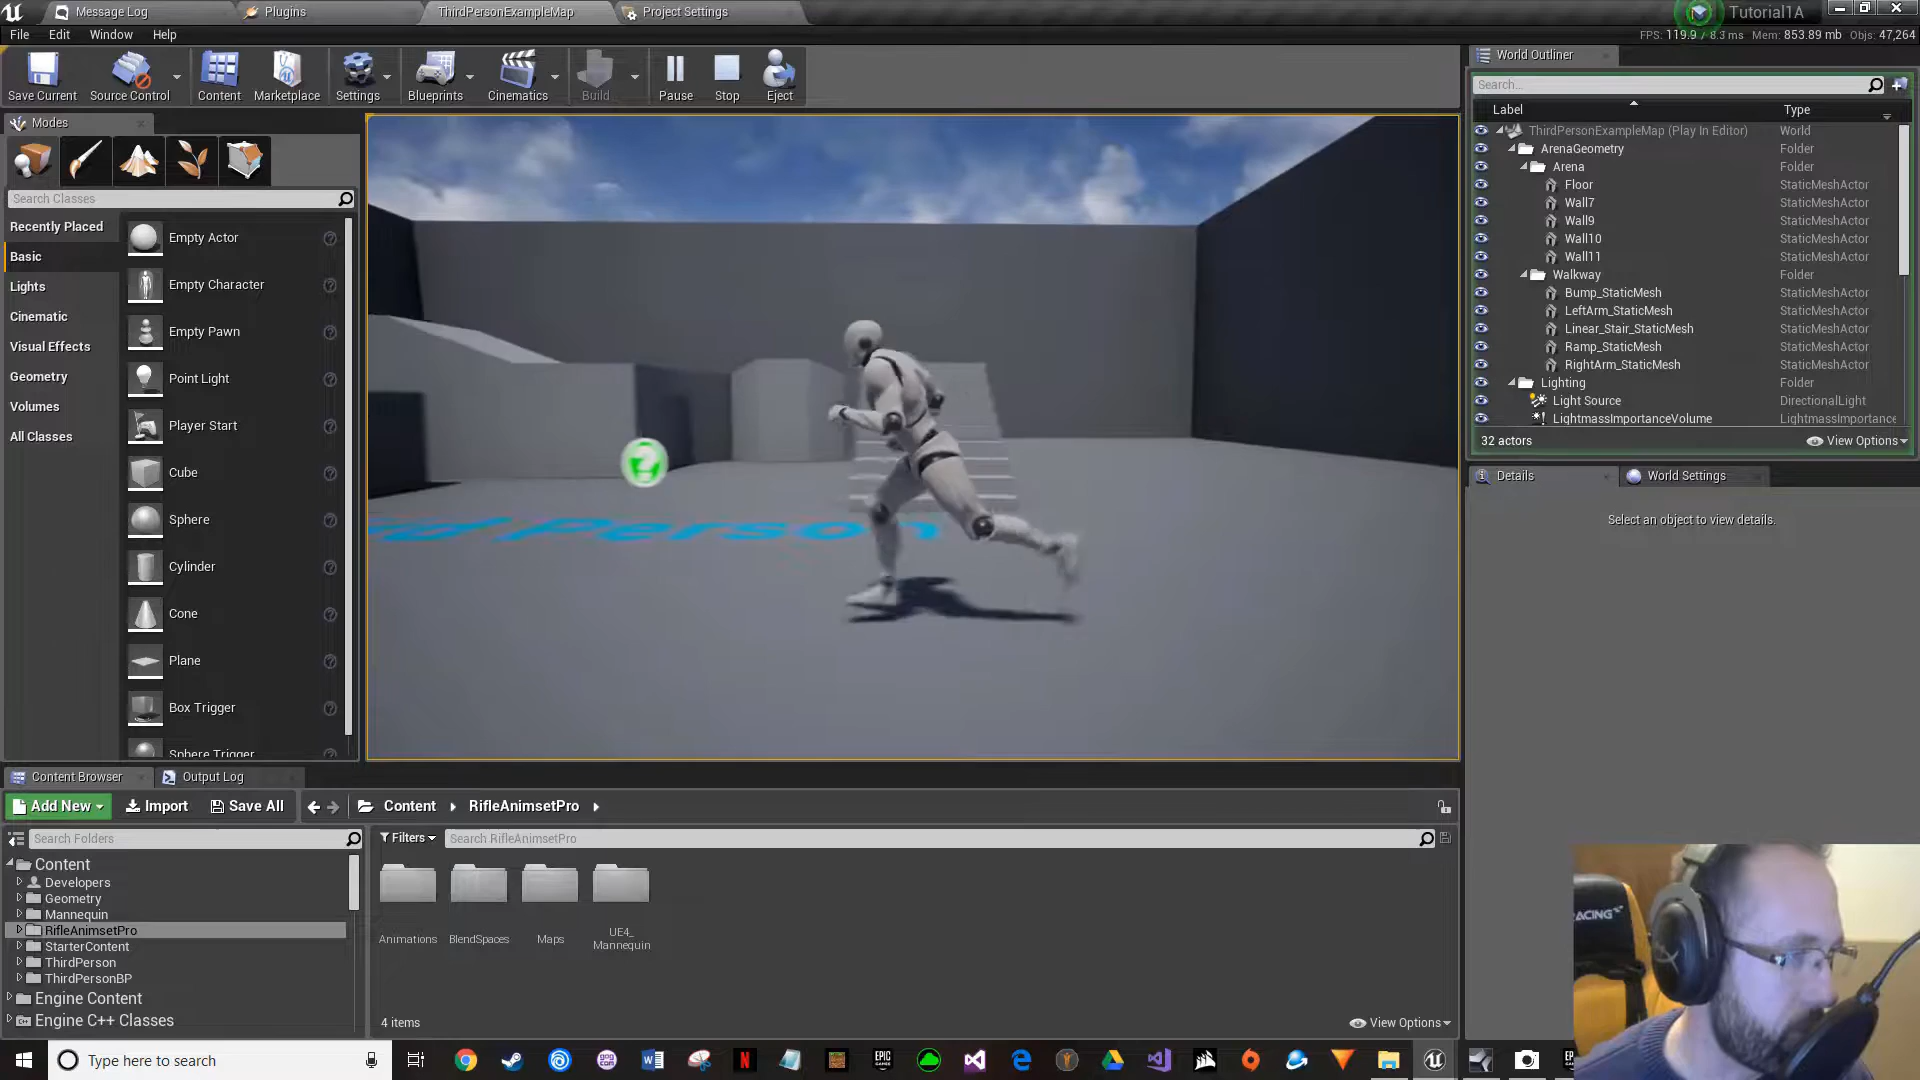 Message Log
Plugins
ThirdPersonExampleMap
Project Settings
Tutorial1A
File Edit Window Help
FPS: 119.9 / 8.3 ms Mem: 853.89 mb Objs: 47,264
Save Current
Source Control
Content
Marketplace
Settings
Blueprints
Cinematics
Build
Pause
Stop
Eject
Modes
Search Classes
Recently Placed
Basic
Lights
Cinematic
Visual Effects
Geometry
Volumes
All Classes
Empty Actor
Empty Character
Empty Pawn
Point Light
Player Start
Cube
Sphere
Cylinder
Cone
Plane
Box Trigger
Sphere Trigger
Person
World Outliner
Search...
Label Type
ThirdPersonExampleMap (Play In Editor) World
ArenaGeometry Folder
Arena Folder
Floor StaticMeshActor
Wall7 StaticMeshActor
Wall9 StaticMeshActor
Wall10 StaticMeshActor
Wall11 StaticMeshActor
Walkway Folder
Bump_StaticMesh StaticMeshActor
LeftArm_StaticMesh StaticMeshActor
Linear_Stair_StaticMesh StaticMeshActor
Ramp_StaticMesh StaticMeshActor
RightArm_StaticMesh StaticMeshActor
Lighting Folder
Light Source DirectionalLight
LightmassImportanceVolume LightmassImportance
32 actors
View Options
Details
World Settings
Select an object to view details.
Content Browser
Output Log
Add New
Import
Save All
Content
RifleAnimsetPro
Search Folders
Filters
Search RifleAnimsetPro
Content
Developers
Geometry
Mannequin
RifleAnimsetPro
StarterContent
ThirdPerson
ThirdPersonBP
Engine Content
Engine C++ Classes
Animations
BlendSpaces
Maps
UE4_
Mannequin
4 items
View Options
RACING
Type here to search